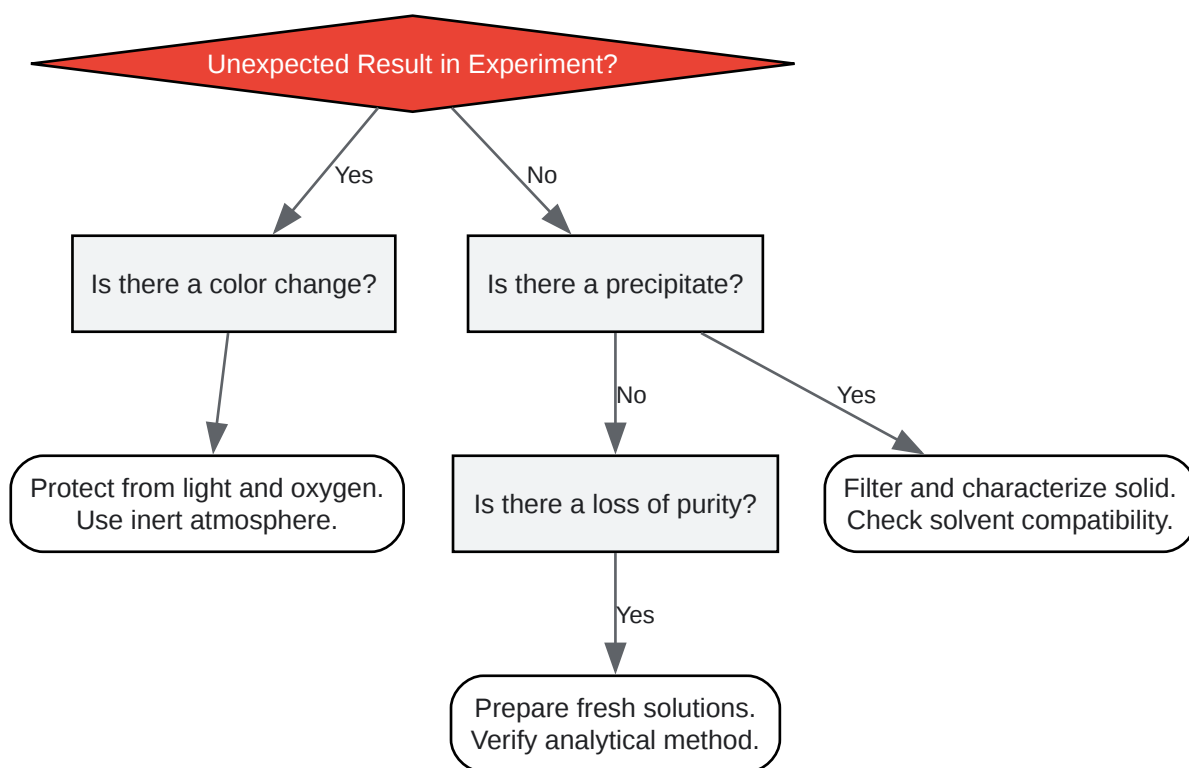 Unexpected Result in Experiment?
Yes
No
Is there a color change?
Is there a precipitate?
No
Yes
Protect from light and oxygen.
Use inert atmosphere.
Is there a loss of purity?
Filter and characterize solid.
Check solvent compatibility.
Yes
Prepare fresh solutions.
Verify analytical method.